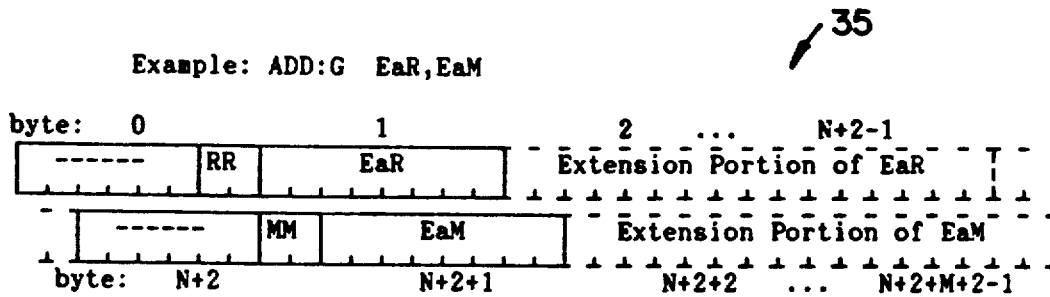 35
Example: ADD:G EaR,EaM
byte: 0 1 2 ... N+2-1
------ RR EaR Extension Portion of EaR
------ MM EaM Extension Portion of EaM
byte: N+2 N+2+1 N+2+2 ... N+2+M+2-1